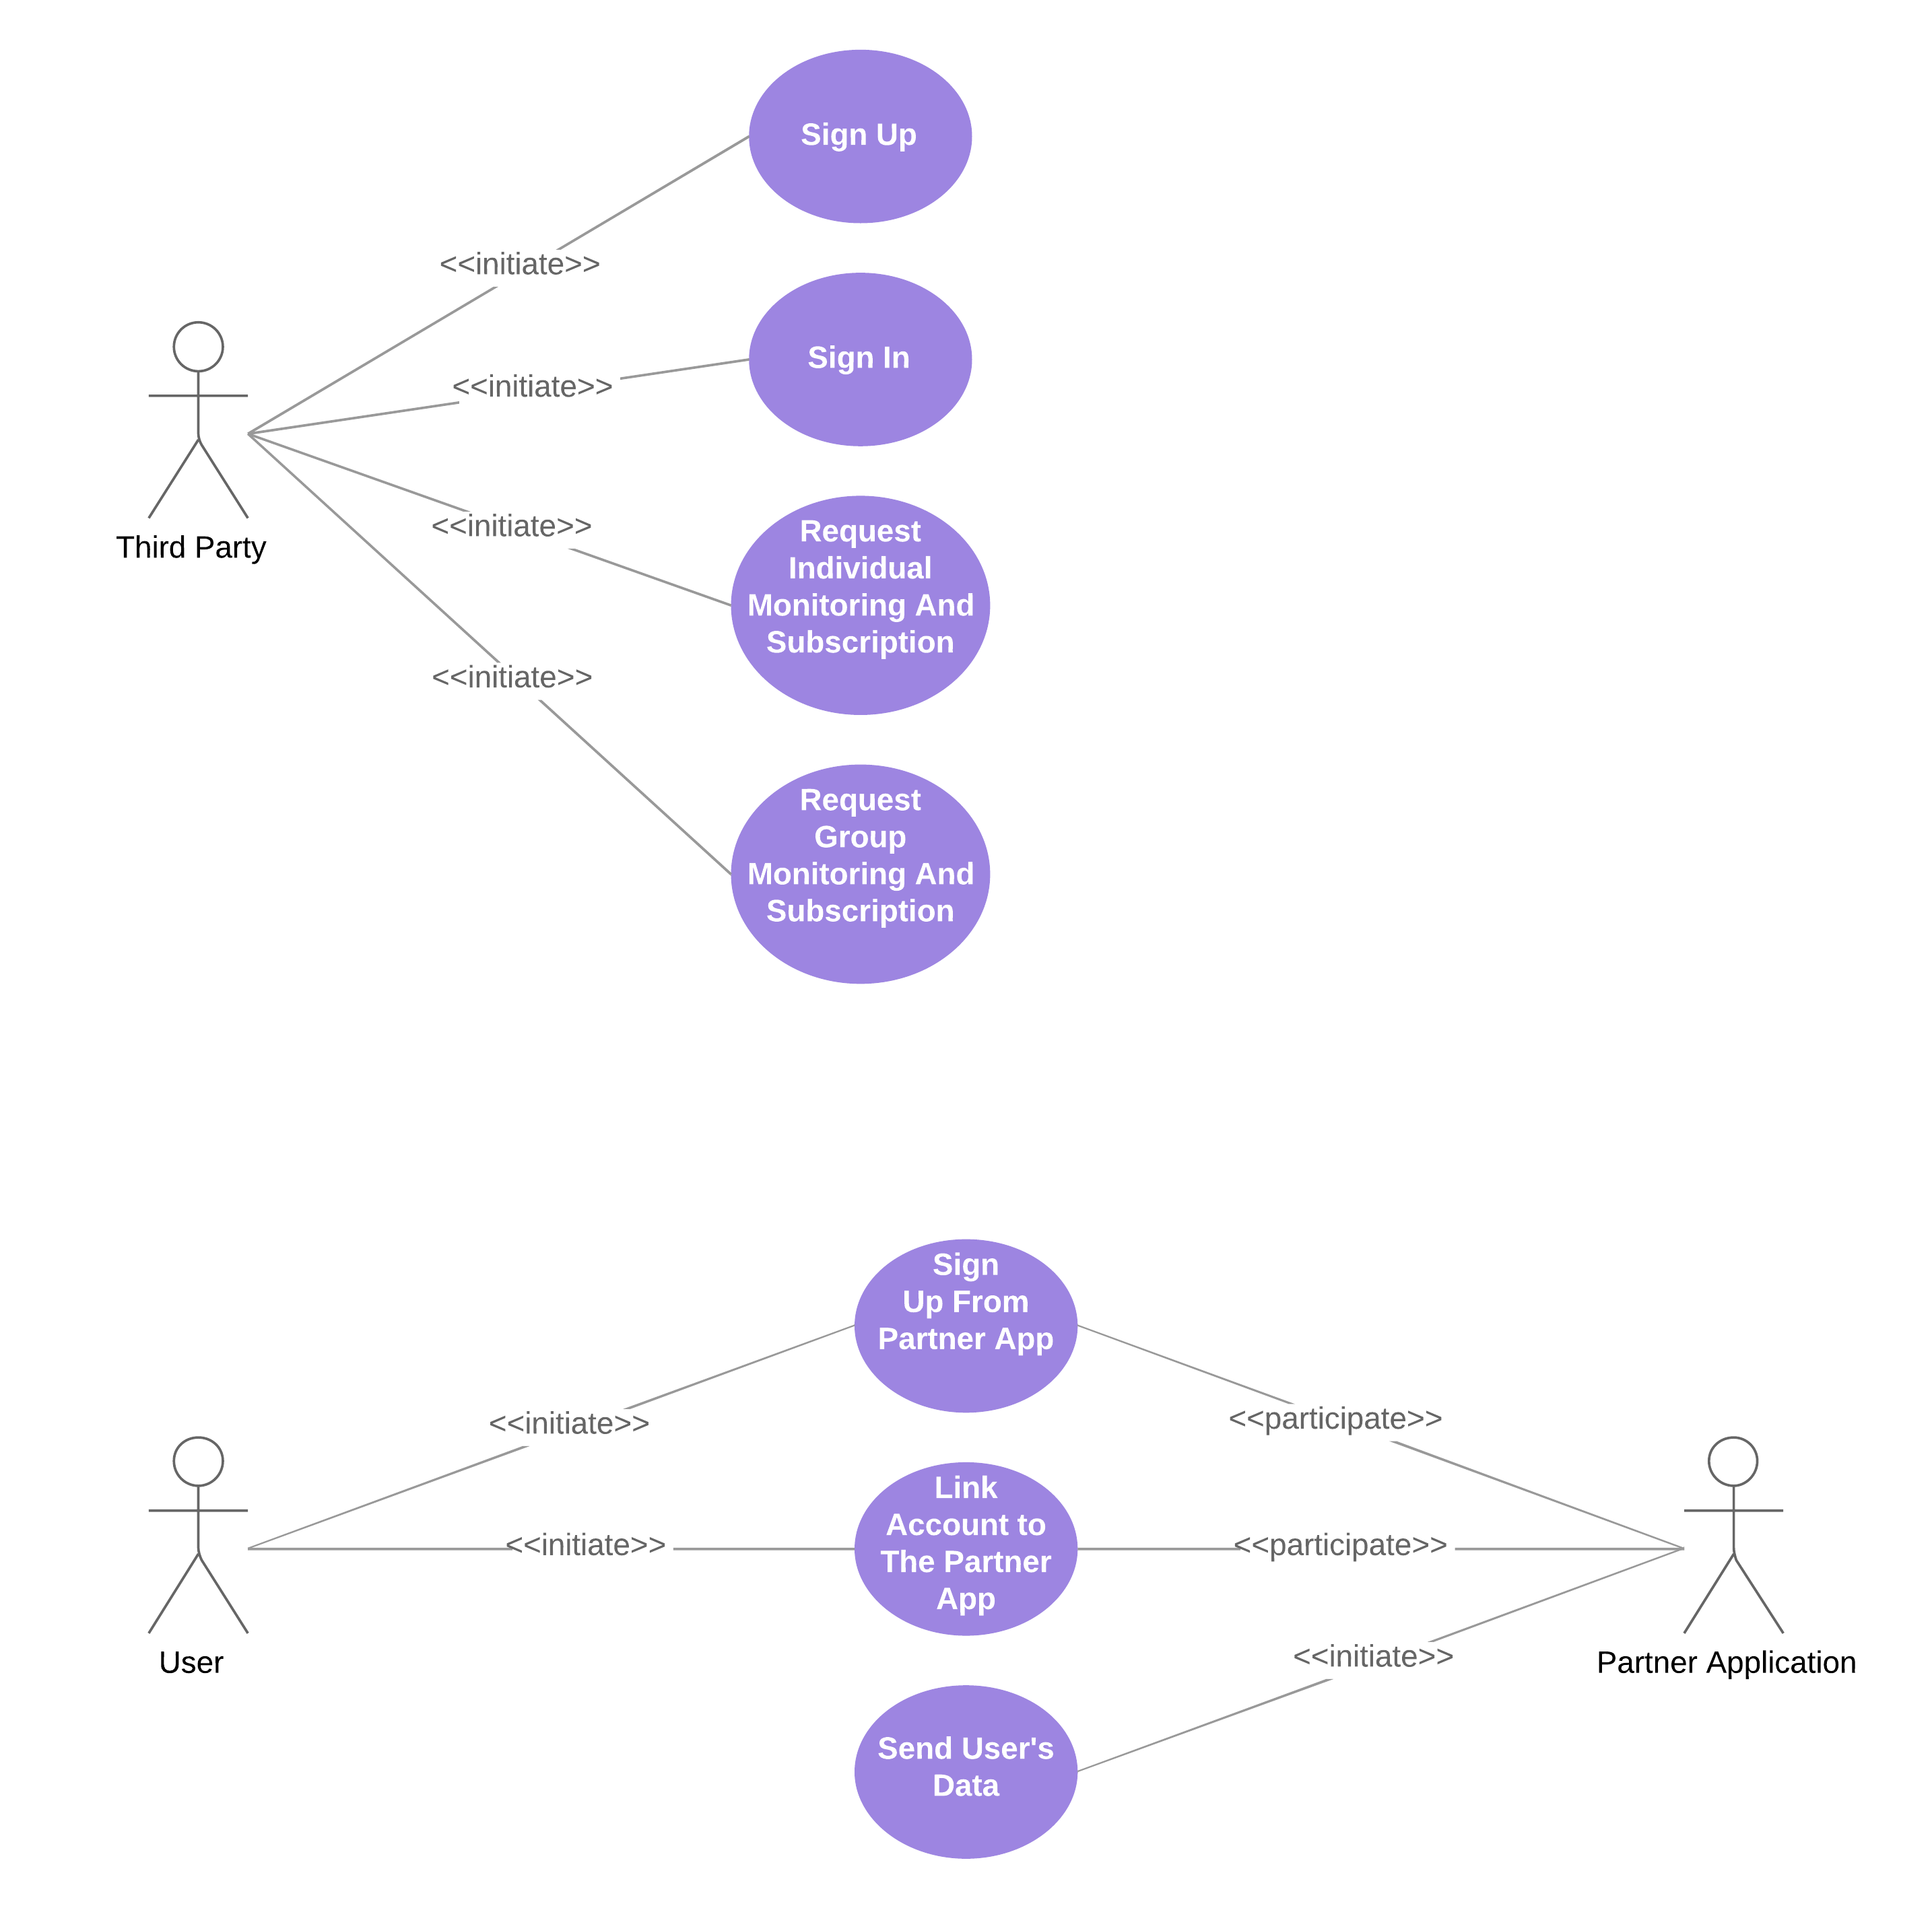 Sign Up
<<initiate>>
Sign In
<<initiate>>
<<initiate>>
Third Party
Request
Individual
Monitoring And
Subscription
<<initiate>>
Request
Group
Monitoring And
Subscription
Sign
Up From
Partner App
<<initiate>>
<<participate>>
Link
Account to
The Partner
App
<<initiate>>
<<participate>>
<<initiate>>
User
Partner Application
Send User's
Data